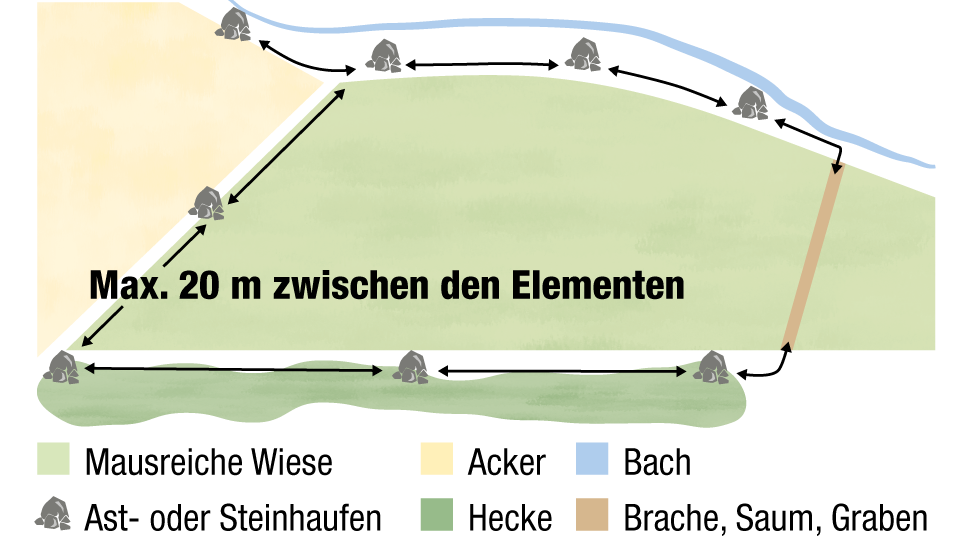 Max. 20 m zwischen den Elementen
Mausreiche Wiese
Acker
Bach
Ast- oder Steinhaufen
Hecke
Brache, Saum, Graben